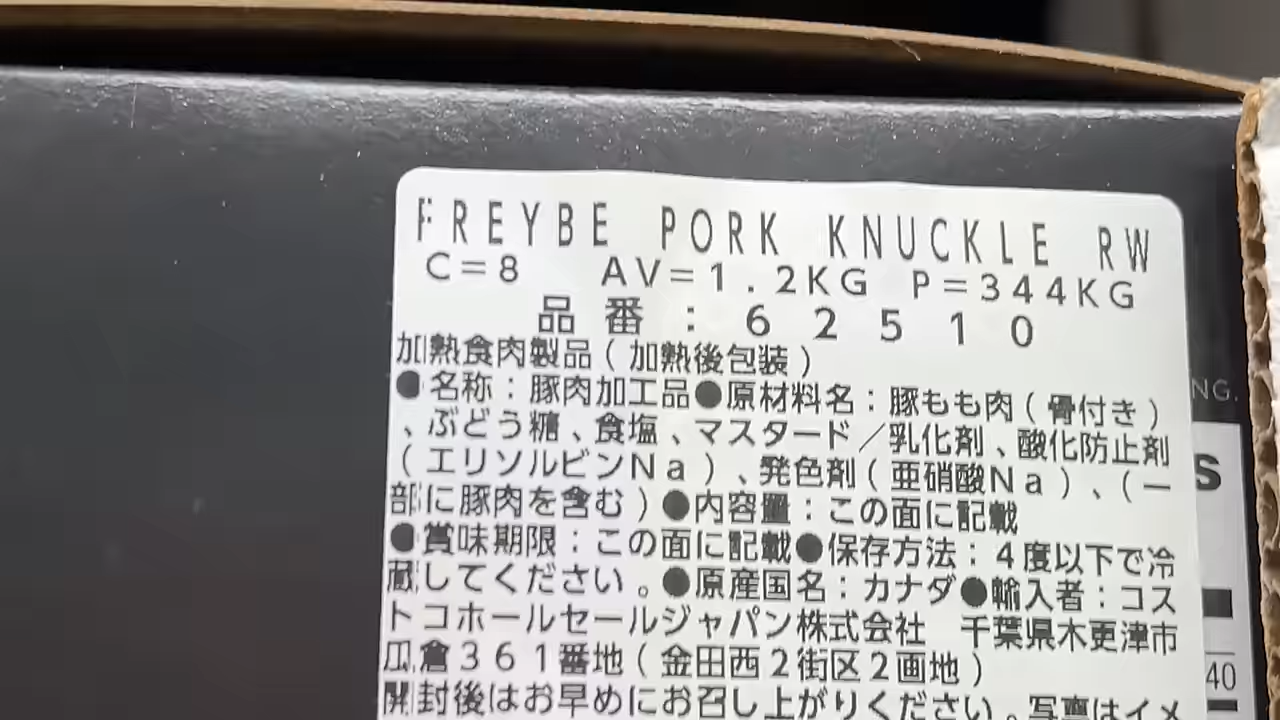 FREYBE PORK KNUCKLE RW
C=8 AV=1.2KG P=344KG
品番:62510
加熱食肉製品(加熱後包装)
●名称:豚肉加工品●原材料名:豚もも肉(骨付き)
、ぶどう糖、食塩、マスタード/乳化剤、酸化防止剤
(エリソルビンNa)、発色剤(亜硝酸Na)、(一
部に豚肉を含む)●内容量:この面に記載
●賞味期限:この面に記載●保存方法:4度以下で冷
蔵してください。●原産国名:カナダ●輸入者:コス
トコホールセールジャパン株式会社 千葉県木更津市
瓜倉361番地(金田西2街区2画地)
開封後はお早めにお召し上がりください。写真はイメ
NG.
S
40